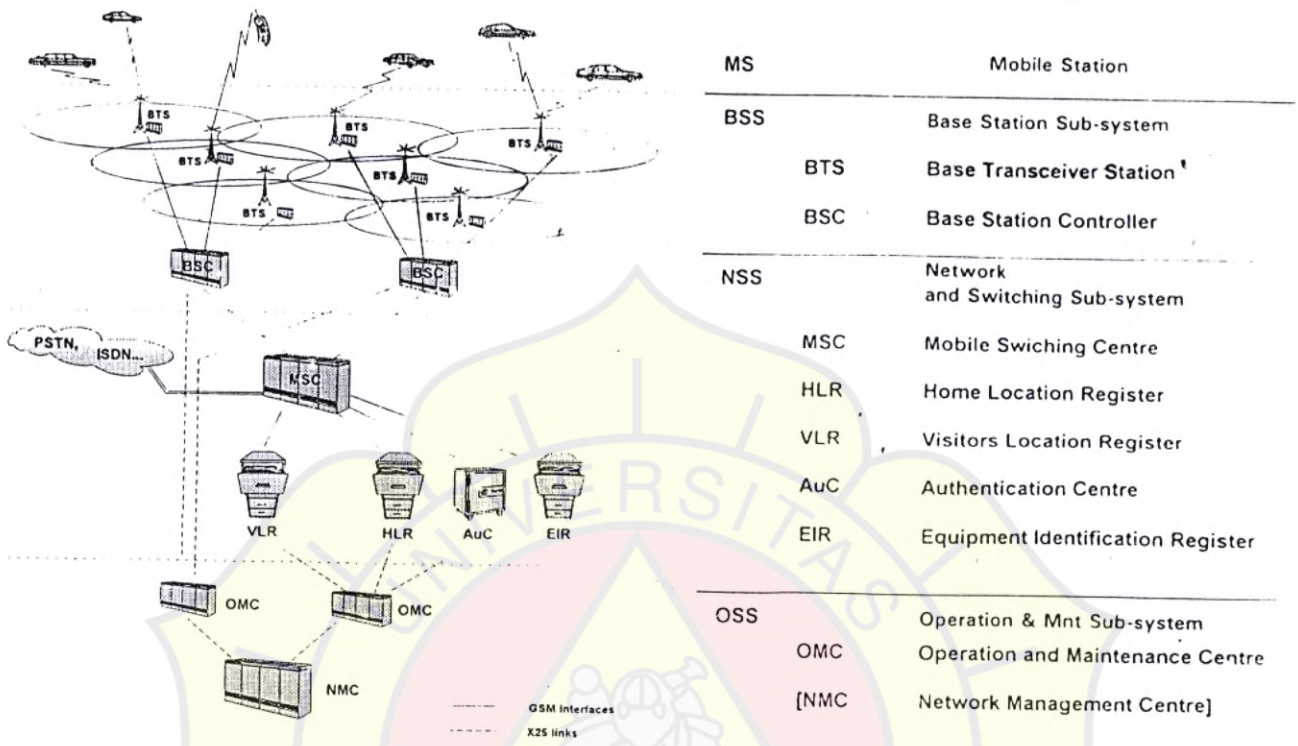 BTS
BTS
BTS
BTS
BTS
BTS
BTS
BSC
BSC
PSTN,
ISDN...
MSC
VLR
HLR
AuC
EIR
OMC
OMC
NMC
GSM Interfaces
X25 links
MS Mobile Station
BSS Base Station Sub-system
BTS Base Transceiver Station
BSC Base Station Controller
NSS Network
and Switching Sub-system
MSC Mobile Swiching Centre
HLR Home Location Register
VLR Visitors Location Register
AuC Authentication Centre
EIR Equipment Identification Register
OSS Operation & Mnt Sub-system
OMC Operation and Maintenance Centre
[NMC Network Management Centre]
UNIVERSITAS